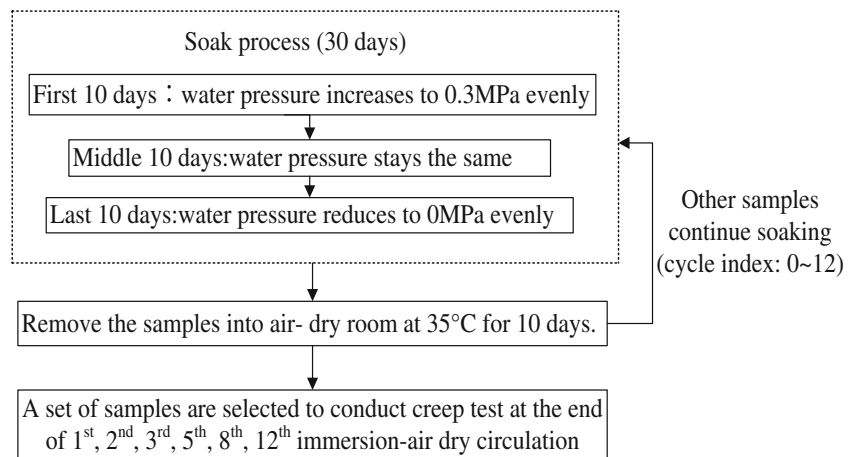 Soak process (30 days)
First 10 days：water pressure increases to 0.3MPa evenly
Middle 10 days:water pressure stays the same
Last 10 days:water pressure reduces to 0MPa evenly
Other samples
continue soaking
(cycle index: 0~12)
Remove the samples into air- dry room at 35°C for 10 days.
A set of samples are selected to conduct creep test at the end
of 1st, 2nd, 3rd, 5th, 8th, 12th immersion-air dry circulation